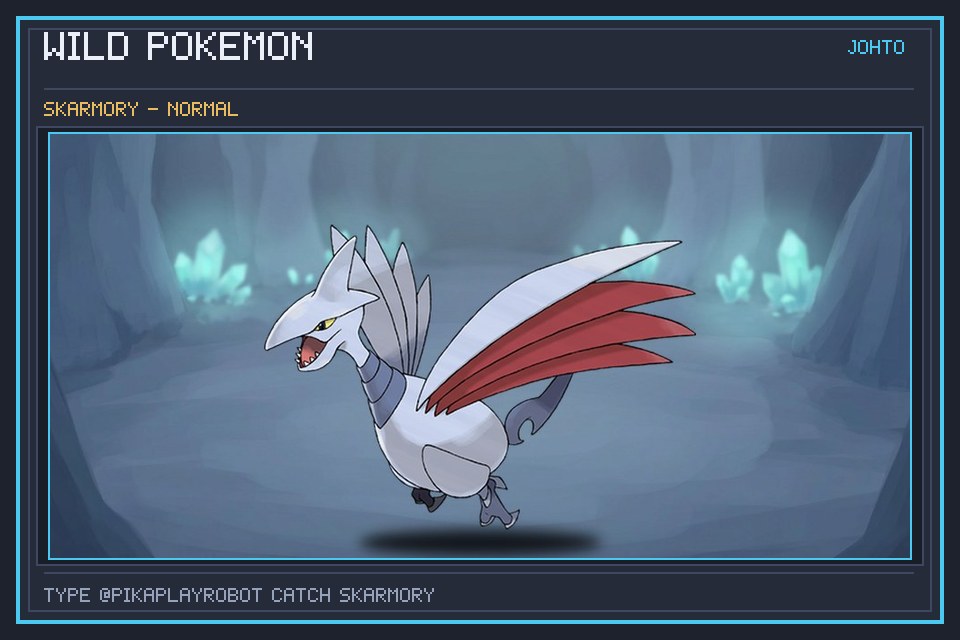 WILD POKEMON
JOHTO
SKARMORY - NORMAL
TYPE @PIKAPLAYROBOT CATCH SKARMORY